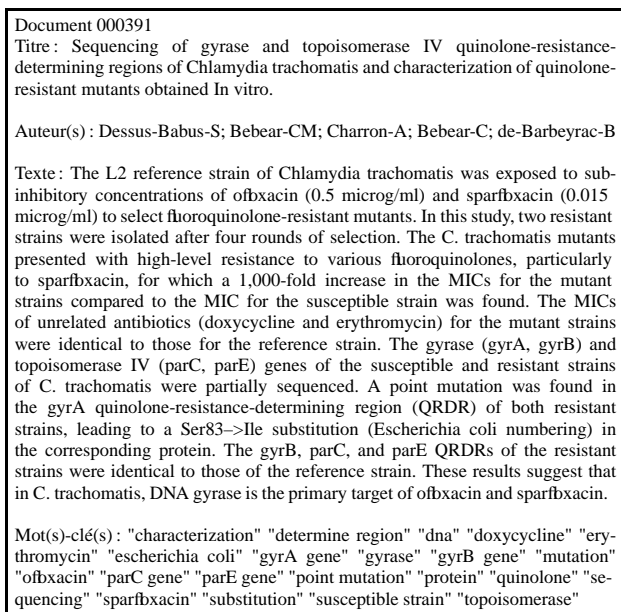 Document 000391
Titre : Sequencing of gyrase and topoisomerase IV quinolone-resistance-
determining regions of Chlamydia trachomatis and characterization of quinolone-
resistant mutants obtained In vitro.
Auteur(s) : Dessus-Babus-S; Bebear-CM; Charron-A; Bebear-C; de-Barbeyrac-B
Texte : The L2 reference strain of Chlamydia trachomatis was exposed to sub-
inhibitory concentrations of ofloxacin (0.5 microg/ml) and sparfloxacin (0.015
microg/ml) to select fluoroquinolone-resistant mutants. In this study, two resistant
strains were isolated after four rounds of selection. The C. trachomatis mutants
presented with high-level resistance to various fluoroquinolones, particularly
to sparfloxacin, for which a 1,000-fold increase in the MICs for the mutant
strains compared to the MIC for the susceptible strain was found. The MICs
of unrelated antibiotics (doxycycline and erythromycin) for the mutant strains
were identical to those for the reference strain. The gyrase (gyrA, gyrB) and
topoisomerase IV (parC, parE) genes of the susceptible and resistant strains
of C. trachomatis were partially sequenced. A point mutation was found in
the gyrA quinolone-resistance-determining region (QRDR) of both resistant
strains, leading to a Ser83–>Ile substitution (Escherichia coli numbering) in
the corresponding protein. The gyrB, parC, and parE QRDRs of the resistant
strains were identical to those of the reference strain. These results suggest that
in C. trachomatis, DNA gyrase is the primary target of ofloxacin and sparfloxacin.
Mot(s)-clé(s) : "characterization" "determine region" "dna" "doxycycline" "ery-
thromycin" "escherichia coli" "gyrA gene" "gyrase" "gyrB gene" "mutation"
"ofloxacin" "parC gene" "parE gene" "point mutation" "protein" "quinolone" "se-
quencing" "sparfloxacin" "substitution" "susceptible strain" "topoisomerase"